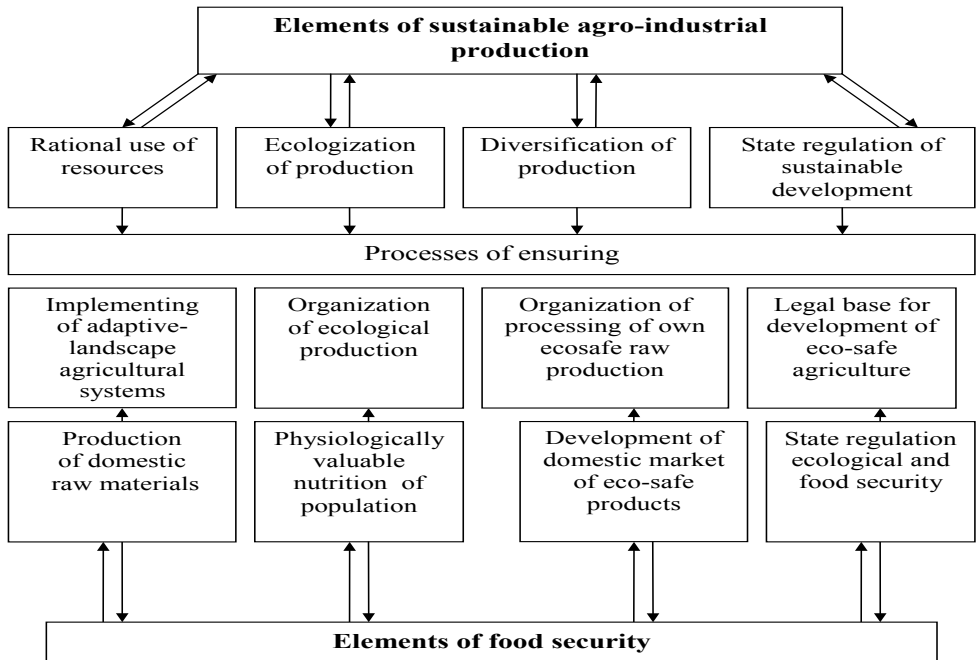 Elements of sustainable agro-industrial
production
Rational use of
resources
Ecologization
of production
Diversification of
production
State regulation of
sustainable
development
Processes of ensuring
Implementing
of adaptive-
landscape
agricultural
systems
Organization
of ecological
production
Organization of
processing of own
ecosafe raw
production
Legal base for
development of
eco-safe
agriculture
Production
of domestic
raw materials
Physiologically
valuable
nutrition of
population
Development of
domestic market
of eco-safe
products
State regulation
ecological and
food security
Elements of food security